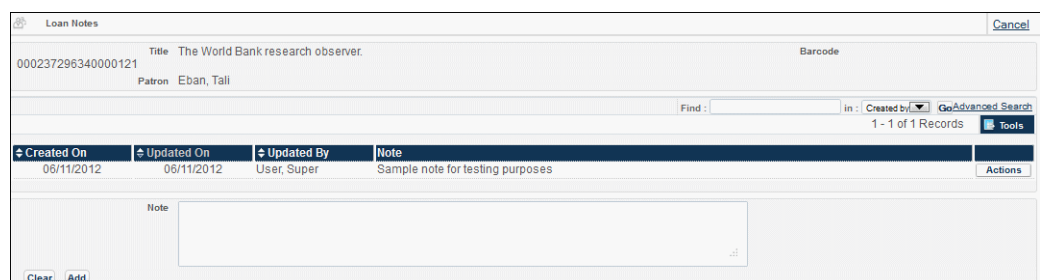 Loan Notes Cancel
Title The World Bank research observer. Barcode
000237296340000121
Patron Eban, Tali
Find : in : Created by Go Advanced Search
1 - 1 of 1 Records Tools
Created On Updated On Updated By Note
06/11/2012 06/11/2012 User, Super Sample note for testing purposes Actions
Note
Clear Add